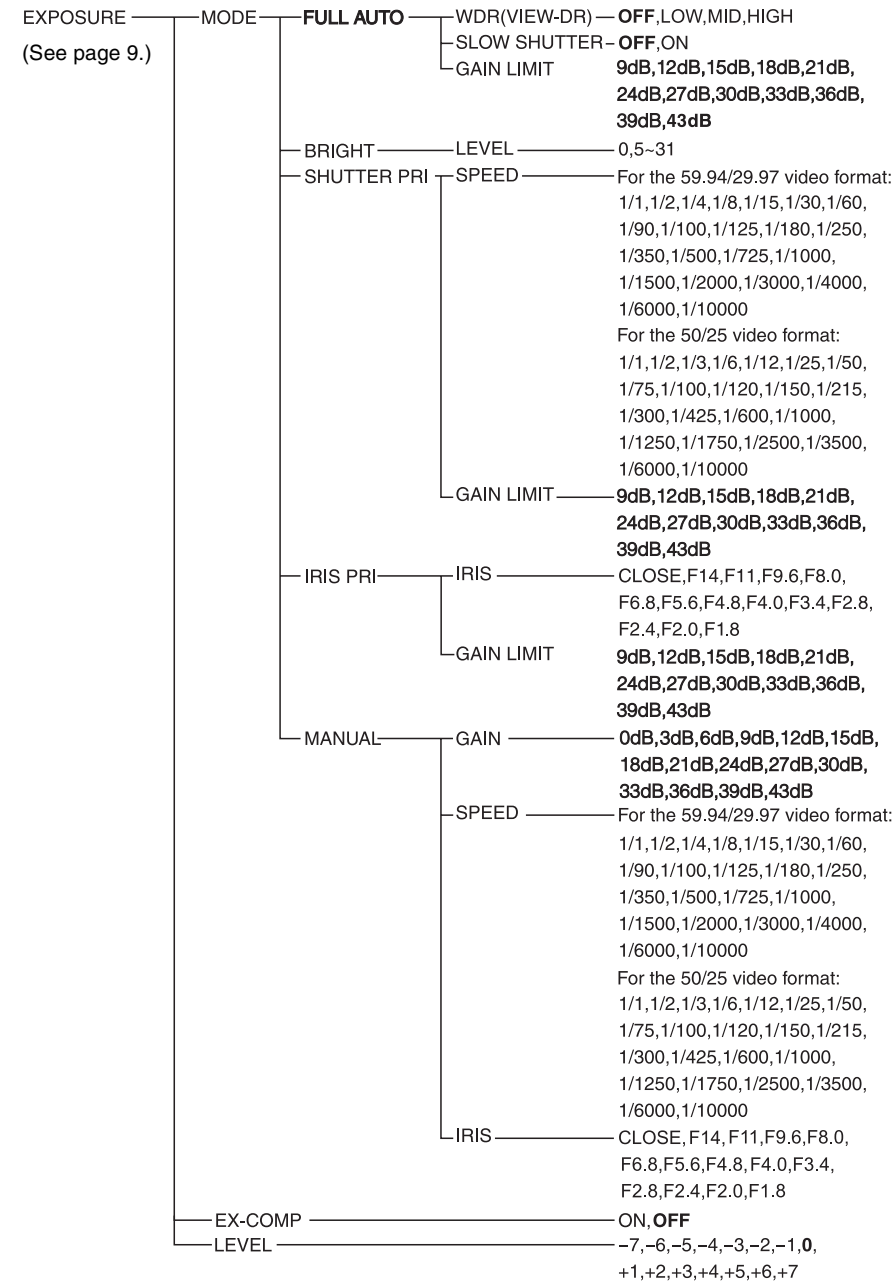 EXPOSURE MODE FULL AUTO WDR(VIEW-DR) OFF,LOW,MID,HIGH
(See page 9.) SLOW SHUTTER OFF,ON
GAIN LIMIT 9dB,12dB,15dB,18dB,21dB,
24dB,27dB,30dB,33dB,36dB,
39dB,43dB
BRIGHT LEVEL 0,5~31
SHUTTER PRI SPEED For the 59.94/29.97 video format:
1/1,1/2,1/4,1/8,1/15,1/30,1/60,
1/90,1/100,1/125,1/180,1/250,
1/350,1/500,1/725,1/1000,
1/1500,1/2000,1/3000,1/4000,
1/6000,1/10000
For the 50/25 video format:
1/1,1/2,1/3,1/6,1/12,1/25,1/50,
1/75,1/100,1/120,1/150,1/215,
1/300,1/425,1/600,1/1000,
1/1250,1/1750,1/2500,1/3500,
1/6000,1/10000
GAIN LIMIT 9dB,12dB,15dB,18dB,21dB,
24dB,27dB,30dB,33dB,36dB,
39dB,43dB
IRIS PRI IRIS CLOSE,F14,F11,F9.6,F8.0,
F6.8,F5.6,F4.8,F4.0,F3.4,F2.8,
F2.4,F2.0,F1.8
GAIN LIMIT 9dB,12dB,15dB,18dB,21dB,
24dB,27dB,30dB,33dB,36dB,
39dB,43dB
MANUAL GAIN 0dB,3dB,6dB,9dB,12dB,15dB,
18dB,21dB,24dB,27dB,30dB,
33dB,36dB,39dB,43dB
SPEED For the 59.94/29.97 video format:
1/1,1/2,1/4,1/8,1/15,1/30,1/60,
1/90,1/100,1/125,1/180,1/250,
1/350,1/500,1/725,1/1000,
1/1500,1/2000,1/3000,1/4000,
1/6000,1/10000
For the 50/25 video format:
1/1,1/2,1/3,1/6,1/12,1/25,1/50,
1/75,1/100,1/120,1/150,1/215,
1/300,1/425,1/600,1/1000,
1/1250,1/1750,1/2500,1/3500,
1/6000,1/10000
IRIS CLOSE,F14,F11,F9.6,F8.0,
F6.8,F5.6,F4.8,F4.0,F3.4,
F2.8,F2.4,F2.0,F1.8
EX-COMP ON,OFF
LEVEL −7,−6,−5,−4,−3,−2,−1,0,
+1,+2,+3,+4,+5,+6,+7